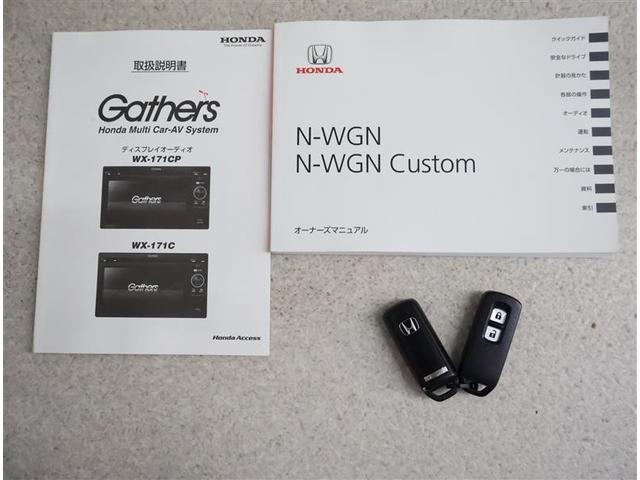 HONDA
The Power of Dreams
取扱説明書
Gathers
Honda Multi Car-AV System
ディスプレイオーディオ
WX-171CP
Gathers
WX-171C
Gathers
Honda Access
HONDA
N-WGN
N-WGN Custom
オーナーズマニュアル
クイックガイド
安全なドライブ
計器の見かた
各部の操作
オーディオ
運転
メンテナンス
万一の場合には
資料
索引